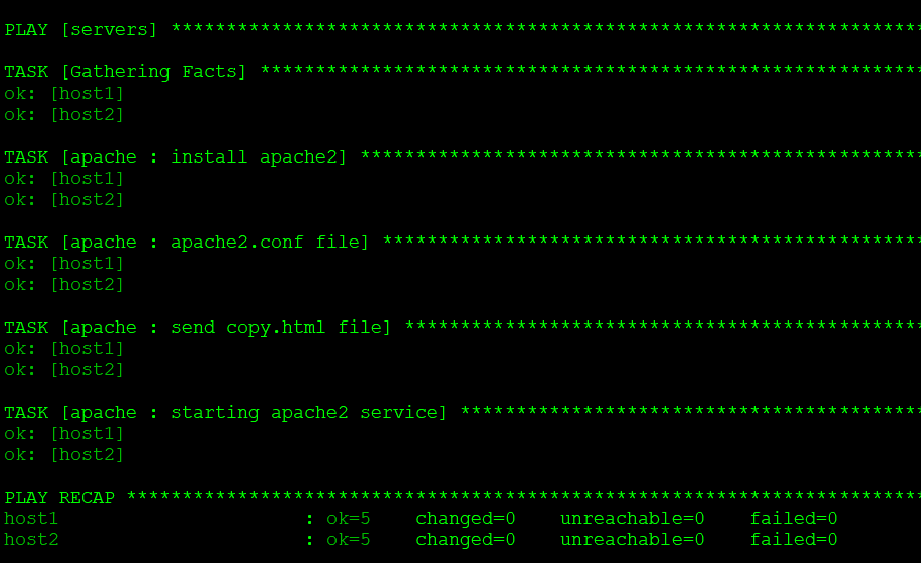 PLAY [servers] *******************************************************************
TASK [Gathering Facts] ***********************************************************
ok: [host1]
ok: [host2]
TASK [apache : install apache2] **************************************************
ok: [host1]
ok: [host2]
TASK [apache : apache2.conf file] ************************************************
ok: [host1]
ok: [host2]
TASK [apache : send copy.html file] **********************************************
ok: [host1]
ok: [host2]
TASK [apache : starting apache2 service] *****************************************
ok: [host1]
ok: [host2]
PLAY RECAP ***********************************************************************
host1                      : ok=5    changed=0    unreachable=0    failed=0
host2                      : ok=5    changed=0    unreachable=0    failed=0